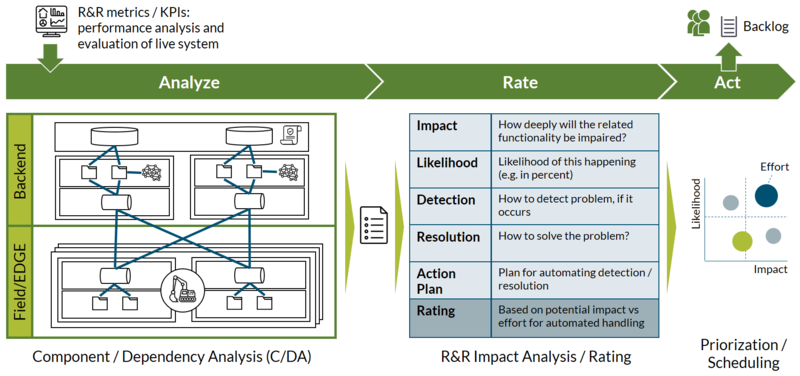 R&R metrics / KPIs:
performance analysis and
evaluation of live system
Backlog
Analyze
Rate
Act
Backend
Field/EDGE
Impact
How deeply will the related
functionality be impaired?
Likelihood
Likelihood of this happening
(e.g. in percent)
Detection
How to detect problem, if it
occurs
Resolution
How to solve the problem?
Action
Plan
Plan for automating detection /
resolution
Rating
Based on potential impact vs
effort for automated handling
Effort
Likelihood
Impact
Component / Dependency Analysis (C/DA)
R&R Impact Analysis / Rating
Priorization /
Scheduling